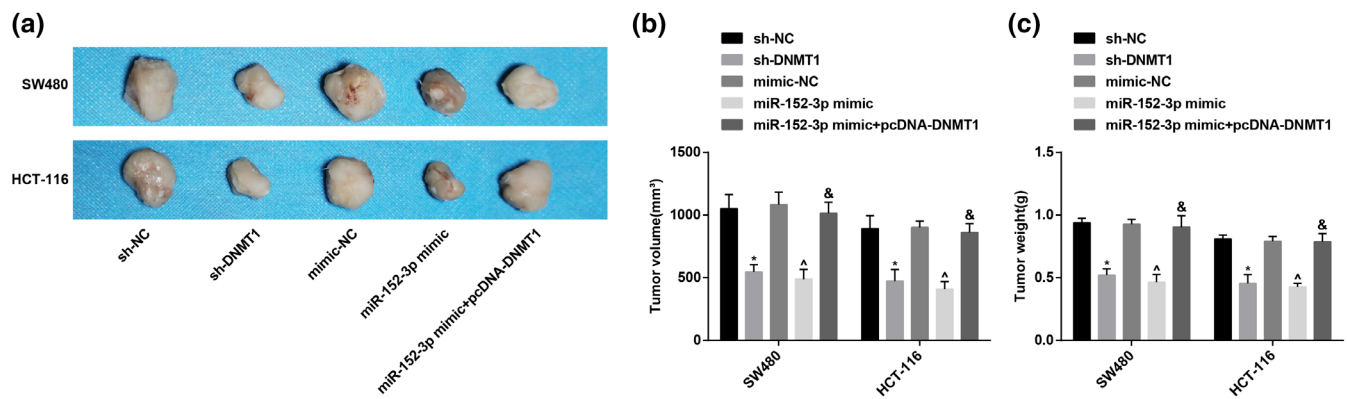 (a)
SW480
HCT-116
sh-NC
sh-DNMT1
mimic-NC
miR-152-3p mimic
miR-152-3p mimic+pcDNA-DNMT1
(b)
sh-NC
sh-DNMT1
mimic-NC
miR-152-3p mimic
miR-152-3p mimic+pcDNA-DNMT1
Tumor volume(mm³)
1500
1000
500
0
* ^ &
* ^ &
SW480
HCT-116
(c)
sh-NC
sh-DNMT1
mimic-NC
miR-152-3p mimic
miR-152-3p mimic+pcDNA-DNMT1
Tumor weight(g)
1.5
1.0
0.5
0.0
* ^ &
* ^ &
SW480
HCT-116